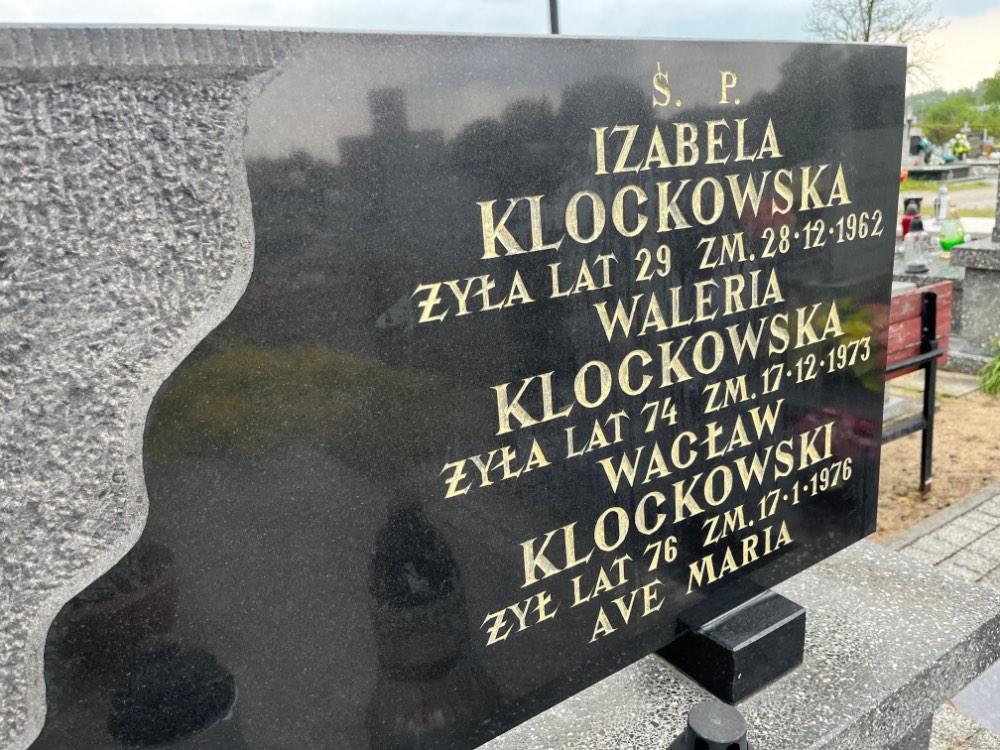 Ś. P.
IZABELA
KLOCKOWSKA
ŻYŁA LAT 29 ZM. 28·12·1962
WALERIA
KLOCKOWSKA
ŻYŁA LAT 74 ZM. 17·12·1973
WACŁAW
KLOCKOWSKI
ŻYŁ LAT 76 ZM. 17·1·1976
AVE MARIA